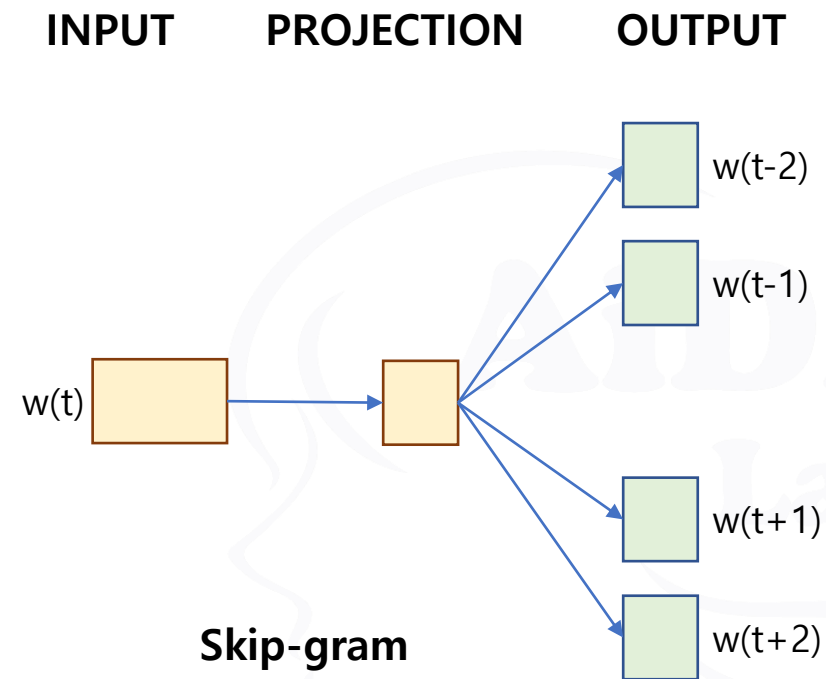 INPUT PROJECTION OUTPUT
w(t-2)
w(t-1)
w(t)
w(t+1)
w(t+2)
Skip-gram